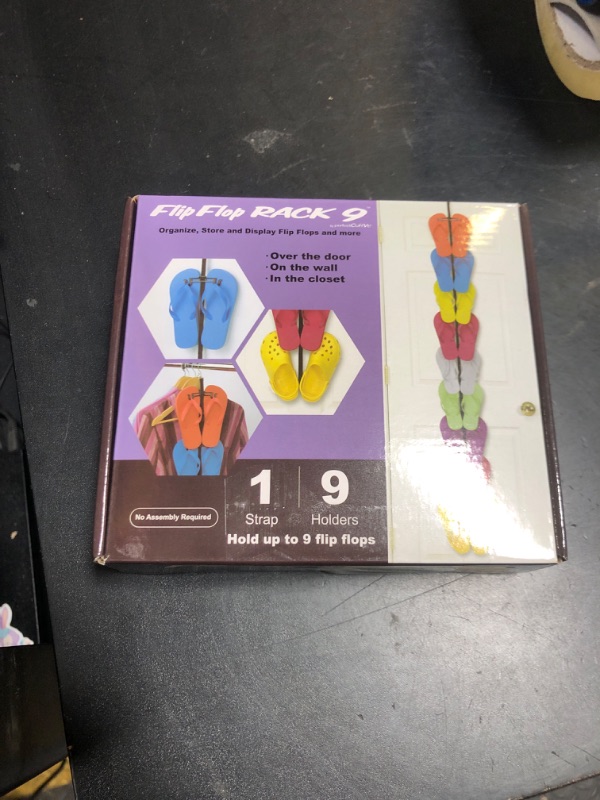 Flip Flop RACK 9
Organize, Store and Display Flip Flops and more
·Over the door
·On the wall
·In the closet
No Assembly Required
1
Strap
9
Holders
Hold up to 9 flip flops